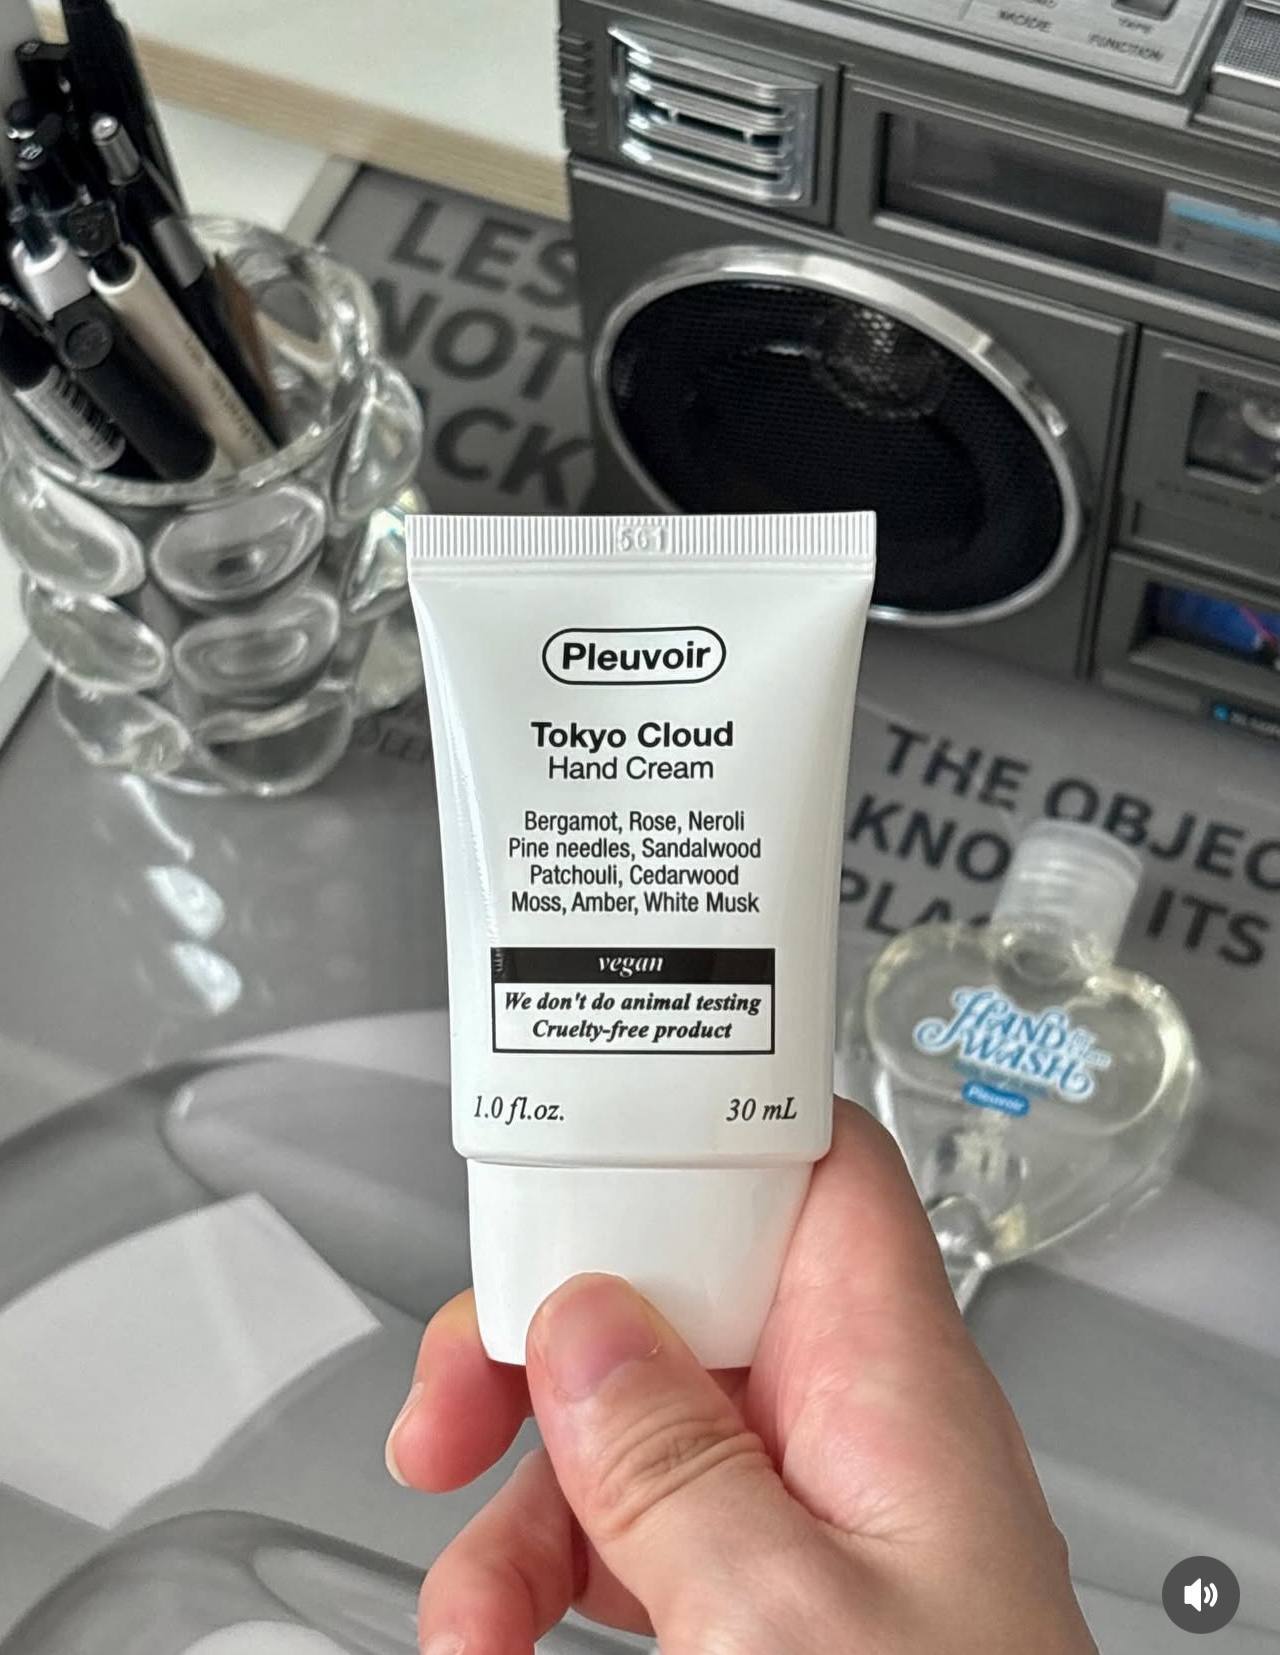 MODE
TAPE
FUNCTION
LES
NOT
ACK
561
Pleuvoir
Tokyo Cloud
Hand Cream
Bergamot, Rose, Neroli
Pine needles, Sandalwood
Patchouli, Cedarwood
Moss, Amber, White Musk
vegan
We don't do animal testing
Cruelty-free product
1.0 fl.oz.
30 mL
THE OBJEC
KNO
PLA
ITS
HAND
WASH
Pleuvoir